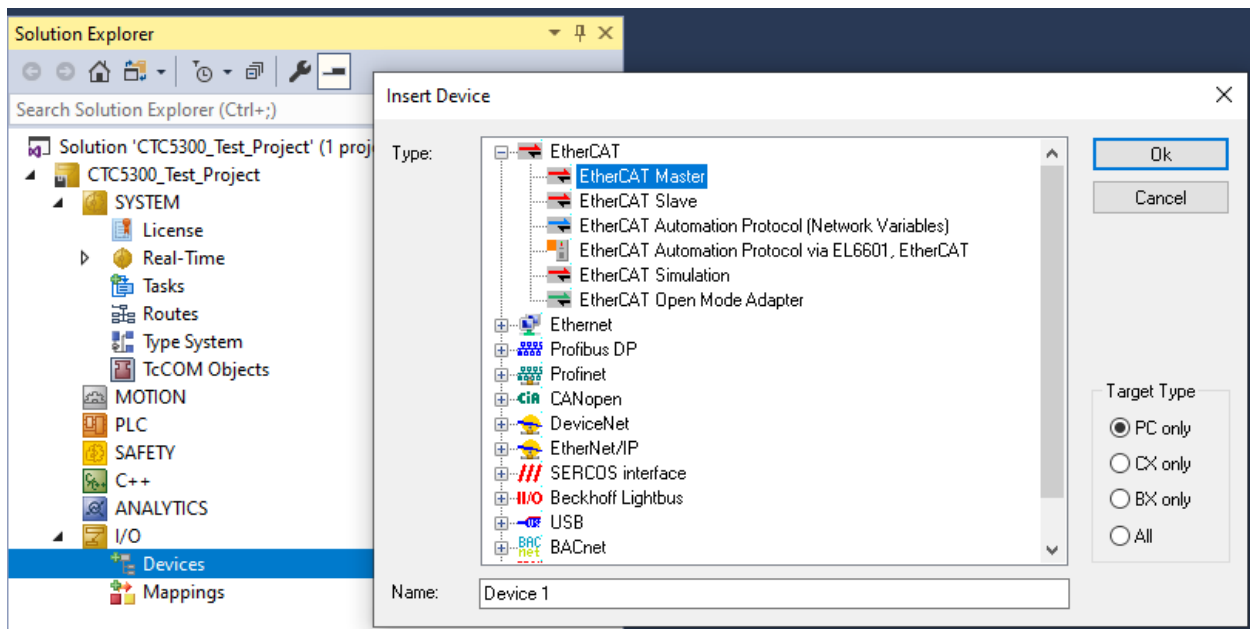 Solution Explorer
Search Solution Explorer (Ctrl+;)
Solution 'CTC5300_Test_Project' (1 proj
CTC5300_Test_Project
SYSTEM
License
Real-Time
Tasks
Routes
Type System
TcCOM Objects
MOTION
PLC
SAFETY
C++
ANALYTICS
I/O
Devices
Mappings
Insert Device
Type:
EtherCAT
EtherCAT Master
EtherCAT Slave
EtherCAT Automation Protocol (Network Variables)
EtherCAT Automation Protocol via EL6601, EtherCAT
EtherCAT Simulation
EtherCAT Open Mode Adapter
Ethernet
Profibus DP
Profinet
CANopen
DeviceNet
EtherNet/IP
SERCOS interface
Beckhoff Lightbus
USB
BACnet
Ok
Cancel
Target Type
PC only
CX only
BX only
All
Name:
Device 1